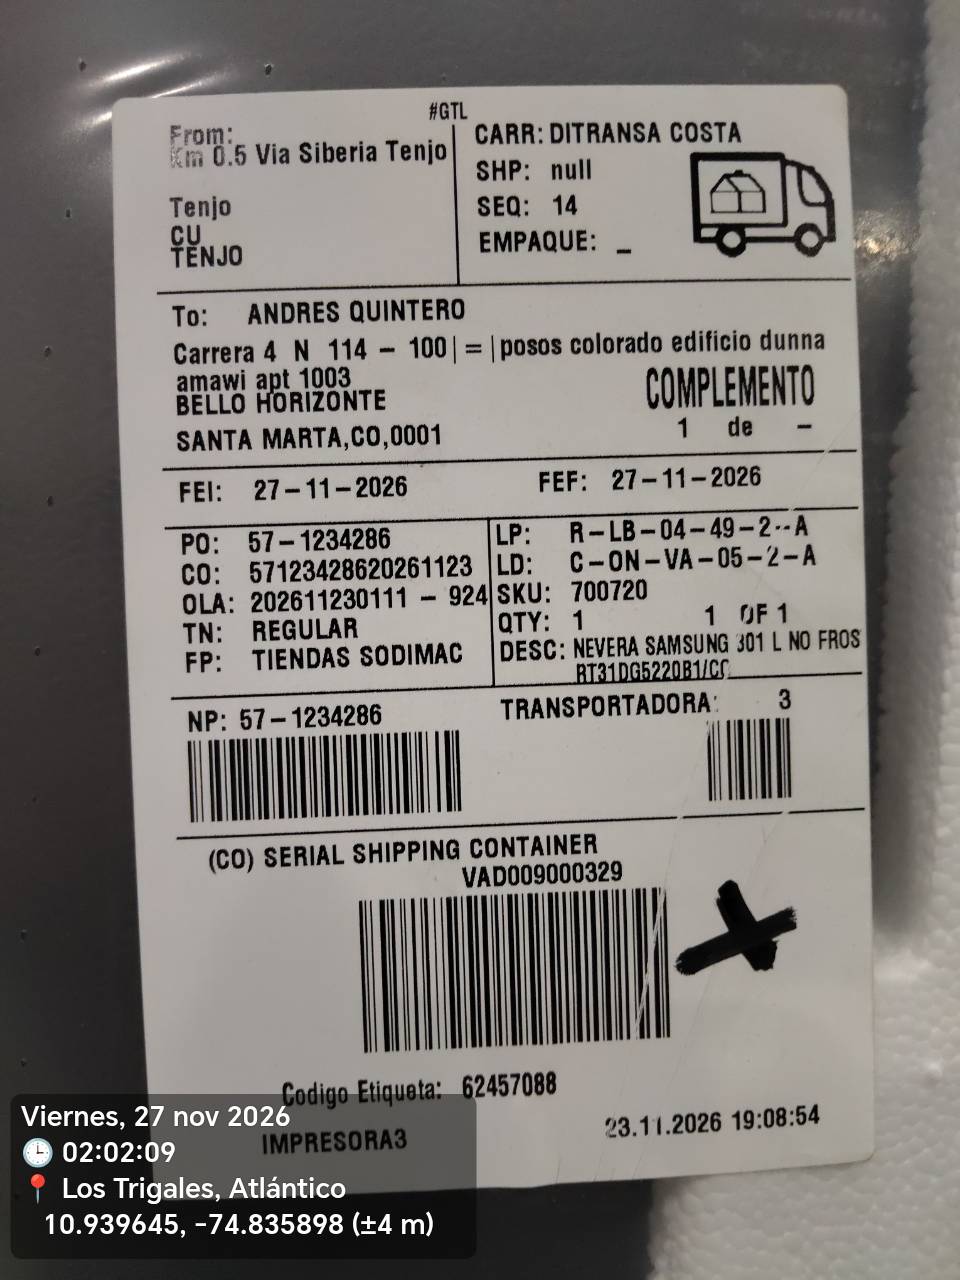 #GTL
From:
Km 0.5 Via Siberia Tenjo
Tenjo
CU
TENJO
CARR: DITRANSA COSTA
SHP: null
SEQ: 14
EMPAQUE: _
To: ANDRES QUINTERO
Carrera 4 N 114 - 100|=|posos colorado edificio dunna
amawi apt 1003
BELLO HORIZONTE
SANTA MARTA,CO,0001
COMPLEMENTO
1 de -
FEI: 27-11-2026
FEF: 27-11-2026
PO: 57-1234286
CO: 57123428620261123
OLA: 202611230111 - 924
TN: REGULAR
FP: TIENDAS SODIMAC
LP: R-LB-04-49-2--A
LD: C-ON-VA-05-2-A
SKU: 700720
QTY: 1 1 OF 1
DESC: NEVERA SAMSUNG 301 L NO FROS
RT31DG5220B1/CO
NP: 57-1234286
TRANSPORTADORA: 3
(CO) SERIAL SHIPPING CONTAINER
VAD009000329
Codigo Etiqueta: 62457088
IMPRESORA3
23.11.2026 19:08:54
Viernes, 27 nov 2026
02:02:09
Los Trigales, Atlántico
10.939645, -74.835898 (±4 m)